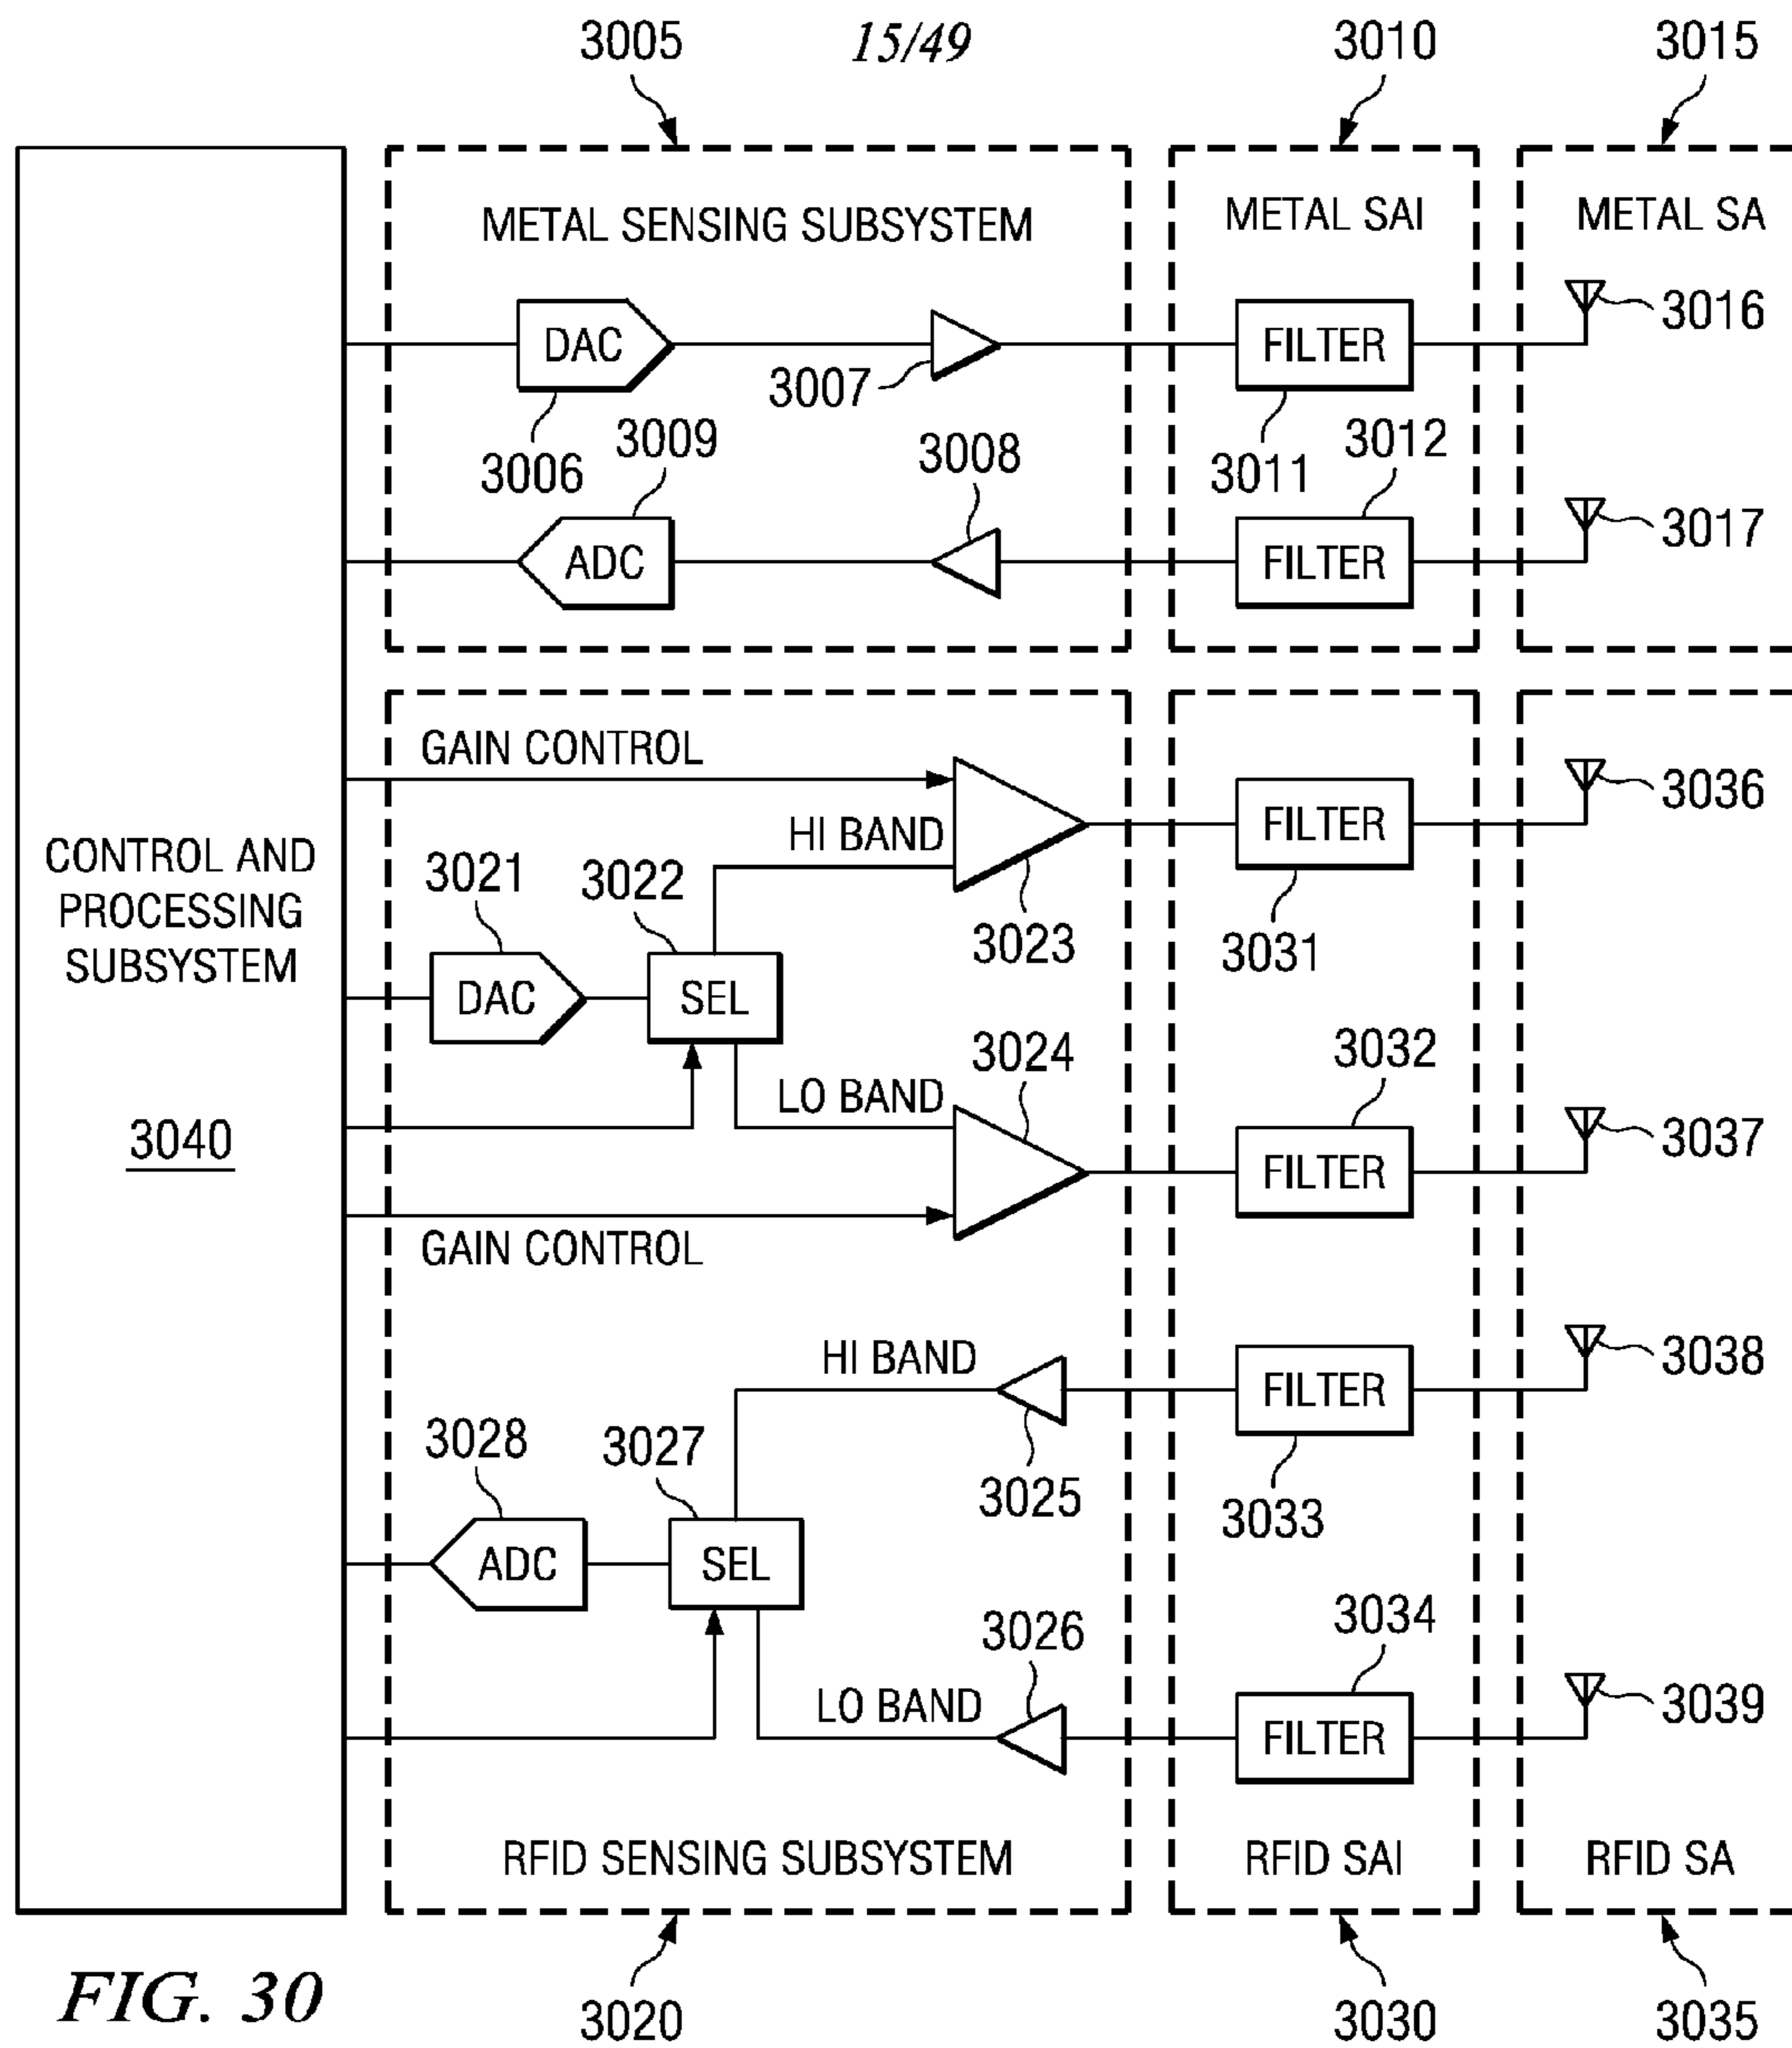 3005
15/49
3010
3015
METAL SENSING SUBSYSTEM
METAL SAI
METAL SA
DAC
3007
FILTER
3016
3006
3009
3008
3011
3012
ADC
FILTER
3017
GAIN CONTROL
HI BAND
FILTER
3036
CONTROL AND
PROCESSING
SUBSYSTEM
3021
3022
3023
3031
DAC
SEL
3024
3032
LO BAND
3040
FILTER
3037
GAIN CONTROL
HI BAND
FILTER
3038
3028
3027
3025
3033
ADC
SEL
3026
3034
LO BAND
FILTER
3039
RFID SENSING SUBSYSTEM
RFID SAI
RFID SA
FIG. 30
3020
3030
3035